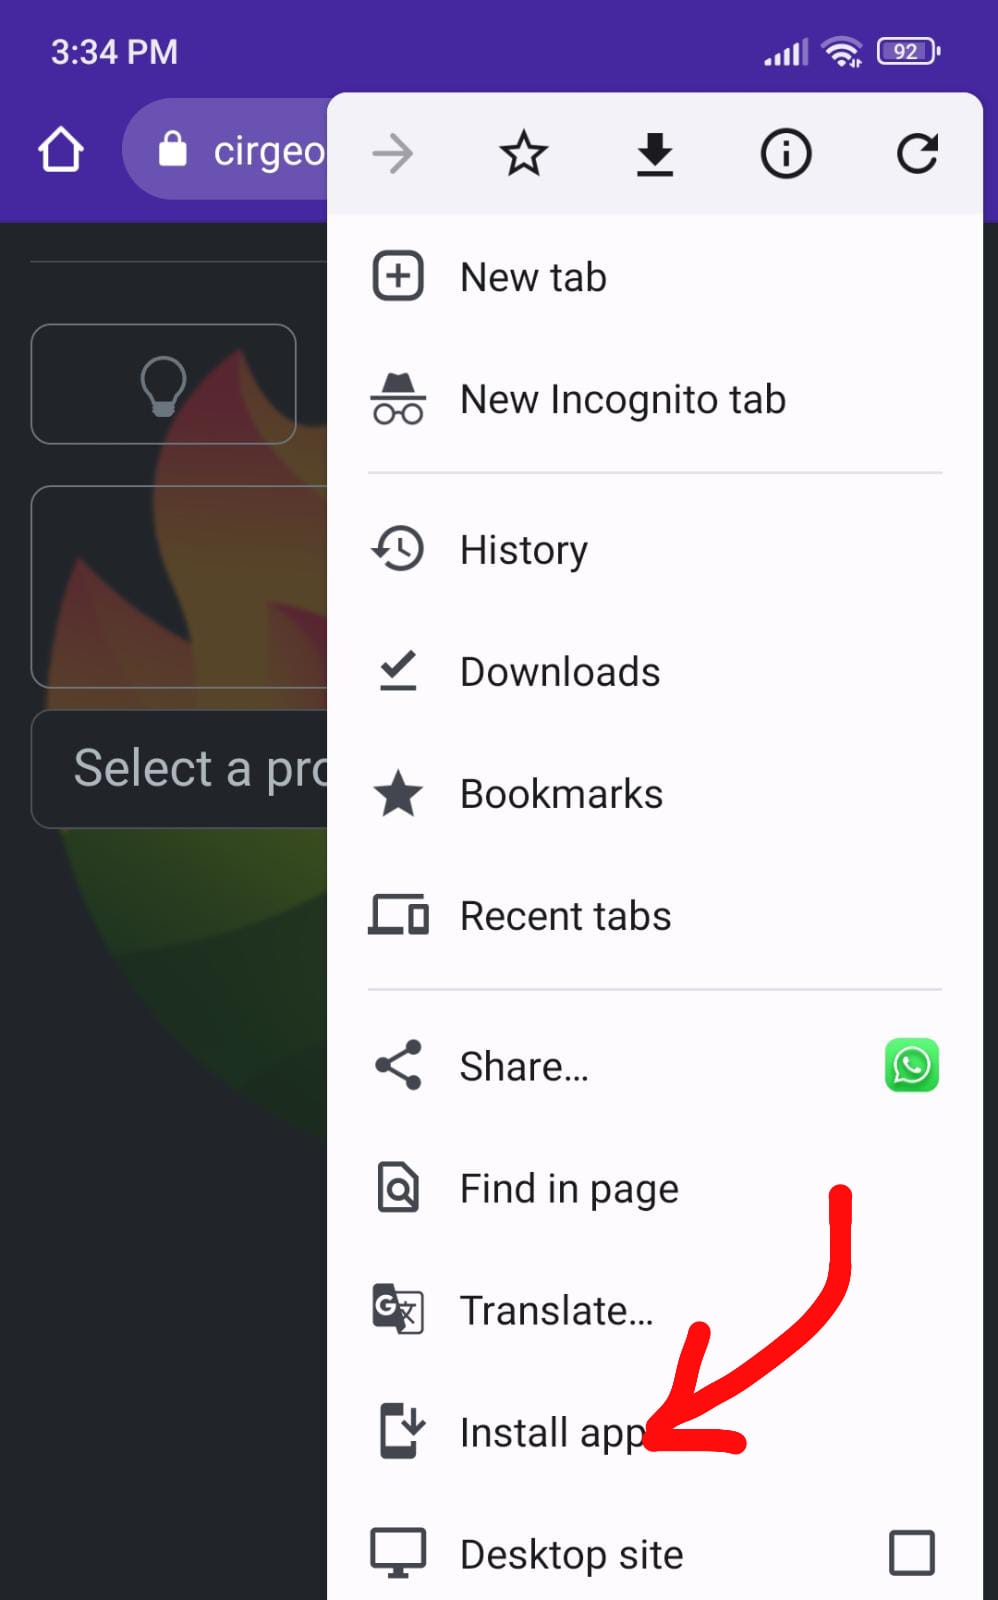 3:34 PM
92
cirgeo
New tab
New Incognito tab
History
Downloads
Bookmarks
Select a pro
Recent tabs
Share...
Find in page
Translate...
Install app
Desktop site